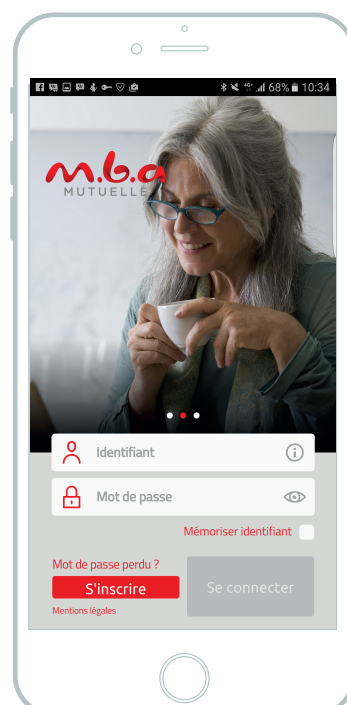 4G+ 68% 10:34
m.b.a
MUTUELLE
Identifiant
Mot de passe
Mémoriser identifiant
Mot de passe perdu ?
S'inscrire
Se connecter
Mentions légales